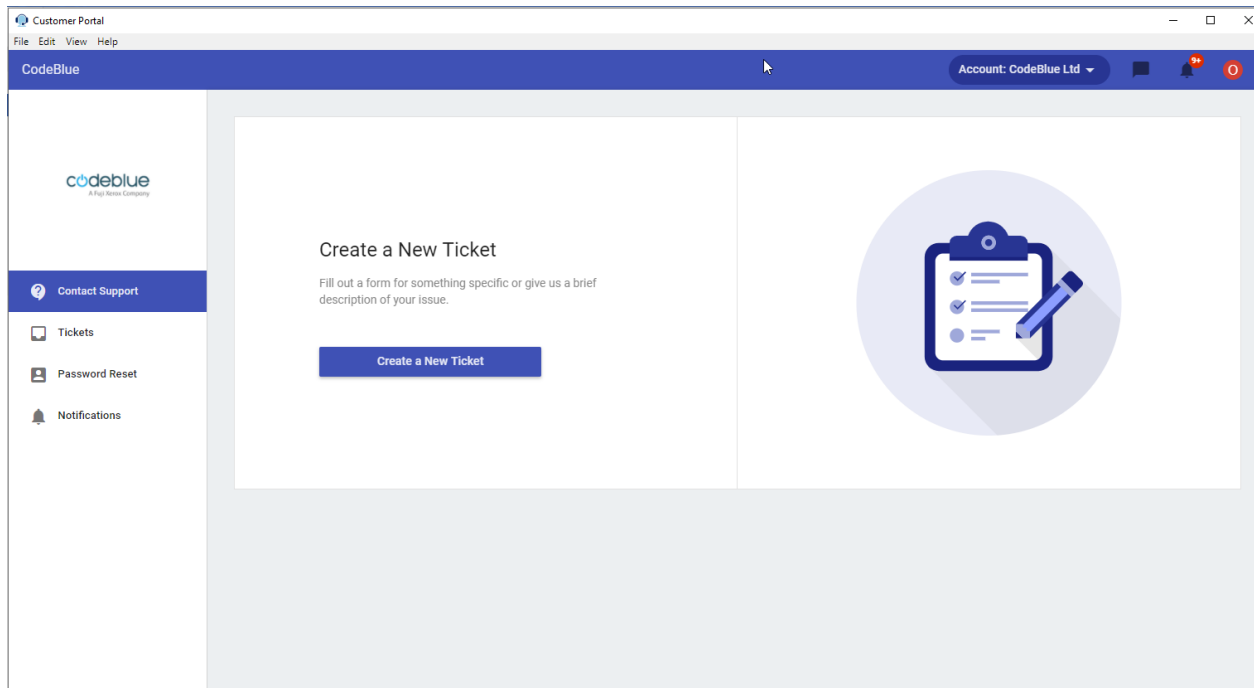 Customer Portal
File Edit View Help
CodeBlue
Account: CodeBlue Ltd
9+
O
codeblue
A Fuji Xerox Company
Create a New Ticket
Fill out a form for something specific or give us a brief
description of your issue.
Create a New Ticket
Contact Support
Tickets
Password Reset
Notifications